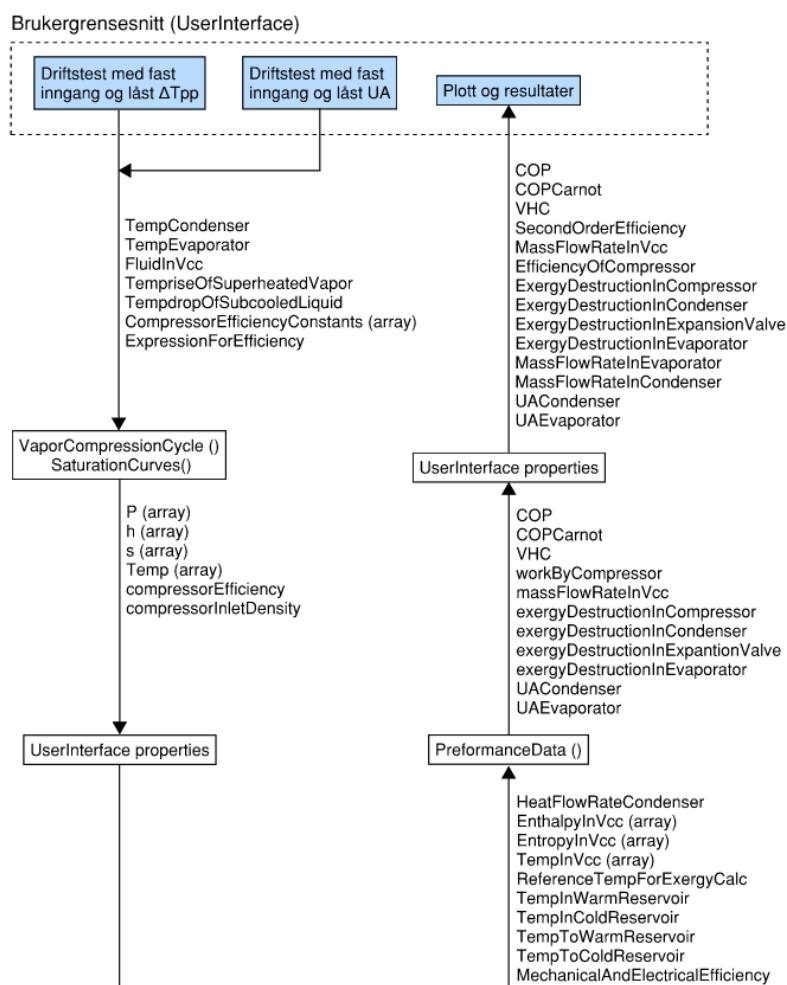 Brukergrensesnitt (UserInterface)
Driftstest med fast
inngang og låst ΔTpp
Driftstest med fast
inngang og låst UA
Plott og resultater
TempCondenser
TempEvaporator
FluidInVcc
TempriseOfSuperheatedVapor
TempdropOfSubcooledLiquid
CompressorEfficiencyConstants (array)
ExpressionForEfficiency
VaporCompressionCycle ()
SaturationCurves()
P (array)
h (array)
s (array)
Temp (array)
compressorEfficiency
compressorInletDensity
UserInterface properties
COP
COPCarnot
VHC
SecondOrderEfficiency
MassFlowRateInVcc
EfficiencyOfCompressor
ExergyDestructionInCompressor
ExergyDestructionInCondenser
ExergyDestructionInExpansionValve
ExergyDestructionInEvaporator
MassFlowRateInEvaporator
MassFlowRateInCondenser
UACondenser
UAEvaporator
UserInterface properties
COP
COPCarnot
VHC
workByCompressor
massFlowRateInVcc
exergyDestructionInCompressor
exergyDestructionInCondenser
exergyDestructionInExpantionValve
exergyDestructionInEvaporator
UACondenser
UAEvaporator
PreformanceData ()
HeatFlowRateCondenser
EnthalpyInVcc (array)
EntropyInVcc (array)
TempInVcc (array)
ReferenceTempForExergyCalc
TempInWarmReservoir
TempInColdReservoir
TempToWarmReservoir
TempToColdReservoir
MechanicalAndElectricalEfficiency